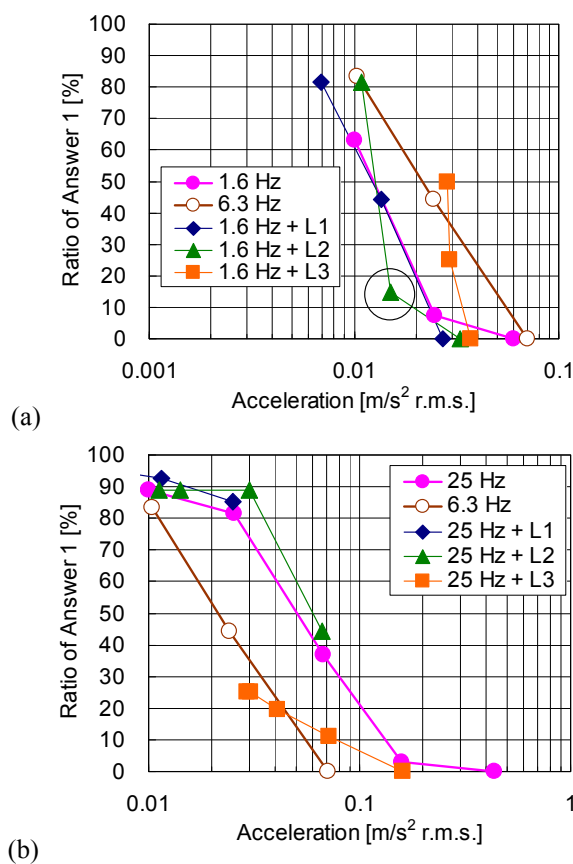 100
90
80
70
60
50
40
30
20
10
0
Ratio of Answer 1 [%]
1.6 Hz
6.3 Hz
1.6 Hz + L1
1.6 Hz + L2
1.6 Hz + L3
0.001 0.01 0.1
Acceleration [m/s² r.m.s.]
(a)
100
90
80
70
60
50
40
30
20
10
0
Ratio of Answer 1 [%]
25 Hz
6.3 Hz
25 Hz + L1
25 Hz + L2
25 Hz + L3
0.01 0.1 1
Acceleration [m/s² r.m.s.]
(b)